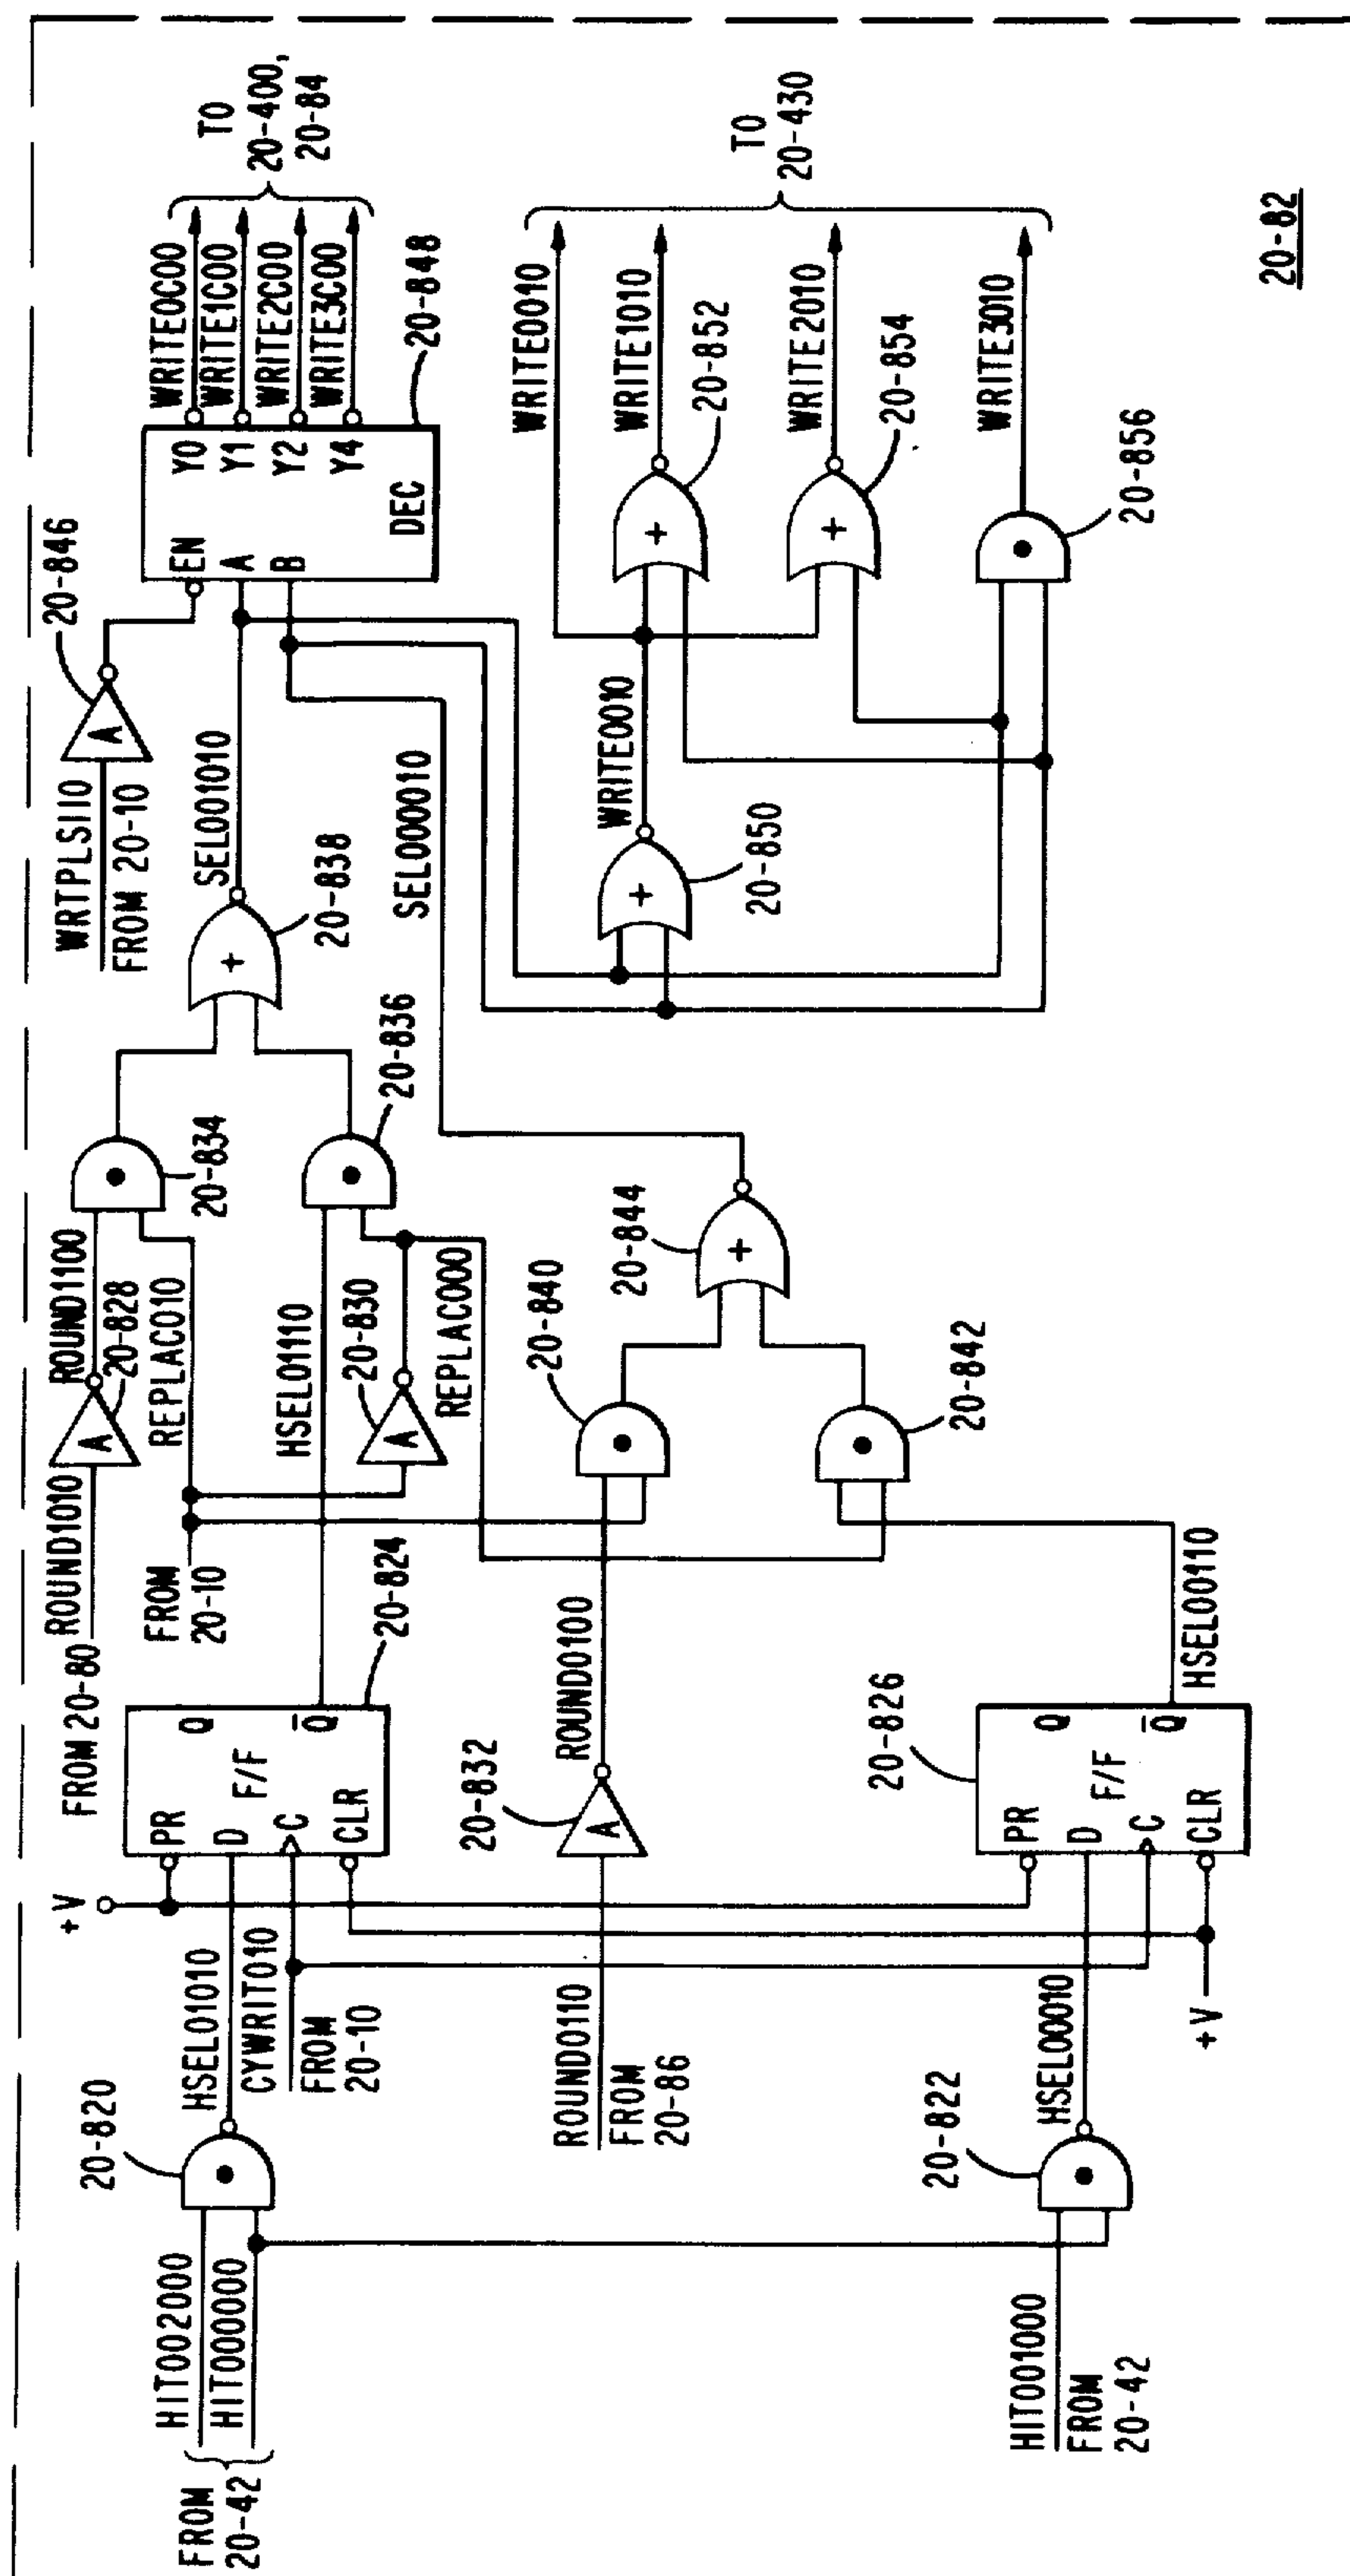 FROM
20-42
HIT002000
HIT000000
20-820
HSEL01010
CYWRIT010
FROM
20-10
+V
PR
D
C
CLR
F/F
Q
Q̅
20-824
FROM 20-80
ROUND1010
FROM
20-10
A
20-828
ROUND1100
REPLAC010
HSEL01110
20-830
A
REPLAC000
20-834
20-836
+
20-838
SEL001010
WRTPLS110
FROM 20-10
A
20-846
EN
A
B
Y0
Y1
Y2
Y4
DEC
WRITE0C00
WRITE1C00
WRITE2C00
WRITE3C00
20-848
TO
20-400,
20-84
ROUND0110
FROM
20-86
20-832
A
ROUND0100
20-840
20-842
20-844
+
SEL000010
WRITE0010
+
20-850
WRITE0010
WRITE1010
+
20-852
WRITE2010
+
20-854
WRITE3010
20-856
TO
20-430
HIT001000
FROM
20-42
20-822
HSEL00010
+V
PR
D
C
CLR
F/F
Q
Q̅
20-826
HSEL00110
20-82